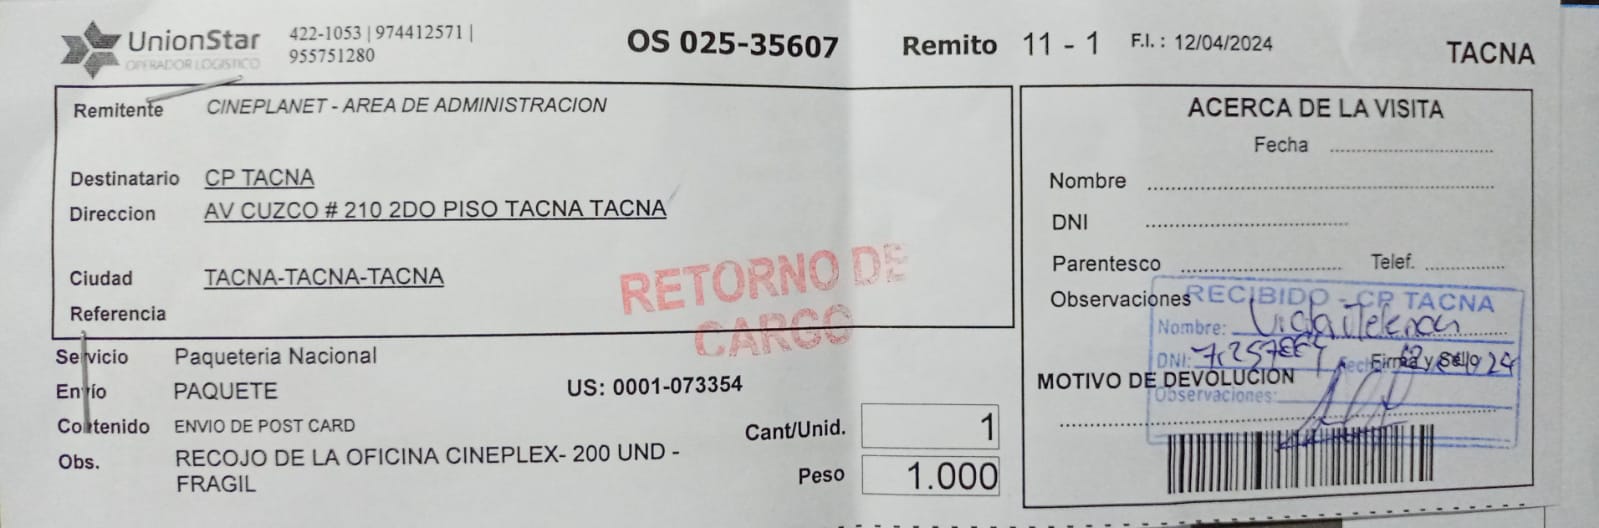 UnionStar
OPERADOR LOGISTICO
422-1053 | 974412571 |
955751280
OS 025-35607
Remito 11 - 1
F.I. : 12/04/2024
TACNA
Remitente CINEPLANET - AREA DE ADMINISTRACION
Destinatario CP TACNA
Direccion AV CUZCO # 210 2DO PISO TACNA TACNA
Ciudad TACNA-TACNA-TACNA
Referencia
RETORNO DE
CARGO
Servicio Paqueteria Nacional
Envío PAQUETE
US: 0001-073354
Contenido ENVIO DE POST CARD
Obs. RECOJO DE LA OFICINA CINEPLEX- 200 UND -
FRAGIL
Cant/Unid. 1
Peso 1.000
ACERCA DE LA VISITA
Fecha
Nombre
DNI
Parentesco Telef.
Observaciones
RECIBIDO - CP TACNA
Nombre:
DNI:
Firma y Sello
MOTIVO DE DEVOLUCION
Observaciones: